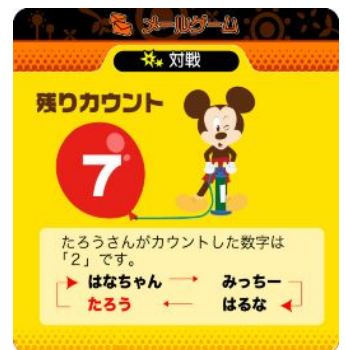 メールゲーム
対戦
残りカウント
7
たろうさんがカウントした数字は
「2」です。
はなちゃん → みっちー
たろう ← はるな